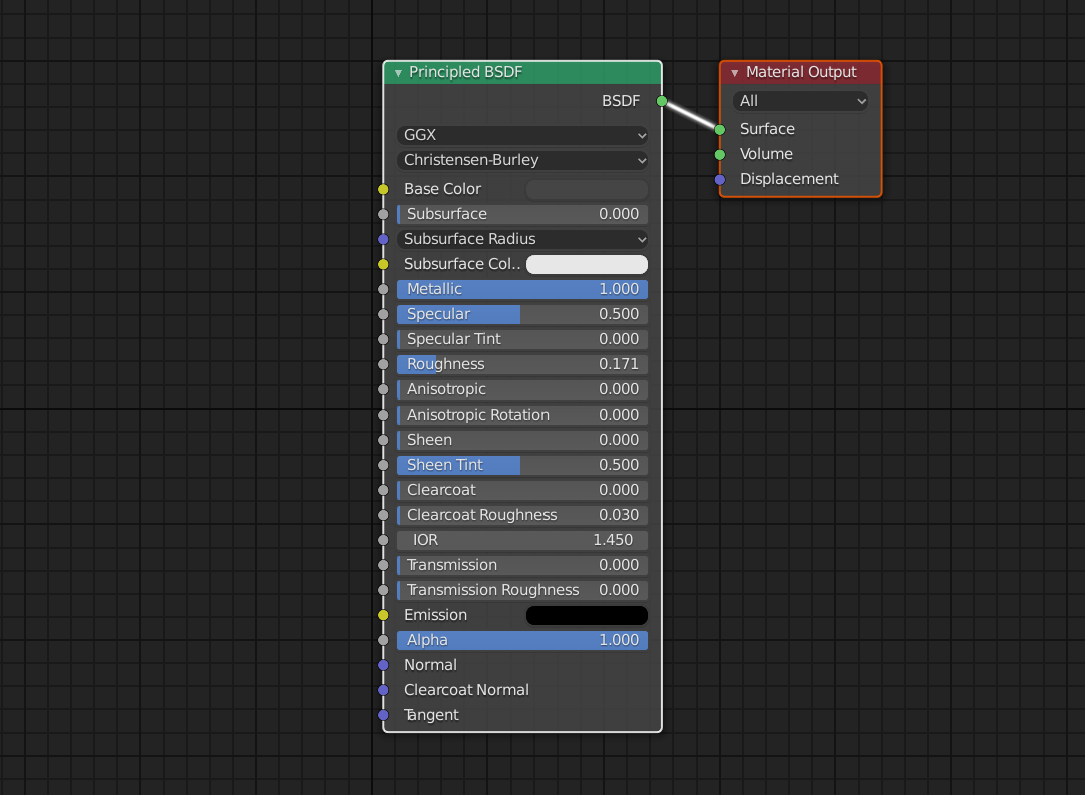 Principled BSDF
BSDF
GGX
Christensen-Burley
Base Color
Subsurface 0.000
Subsurface Radius
Subsurface Col..
Metallic 1.000
Specular 0.500
Specular Tint 0.000
Roughness 0.171
Anisotropic 0.000
Anisotropic Rotation 0.000
Sheen 0.000
Sheen Tint 0.500
Clearcoat 0.000
Clearcoat Roughness 0.030
IOR 1.450
Transmission 0.000
Transmission Roughness 0.000
Emission
Alpha 1.000
Normal
Clearcoat Normal
Tangent
Material Output
All
Surface
Volume
Displacement